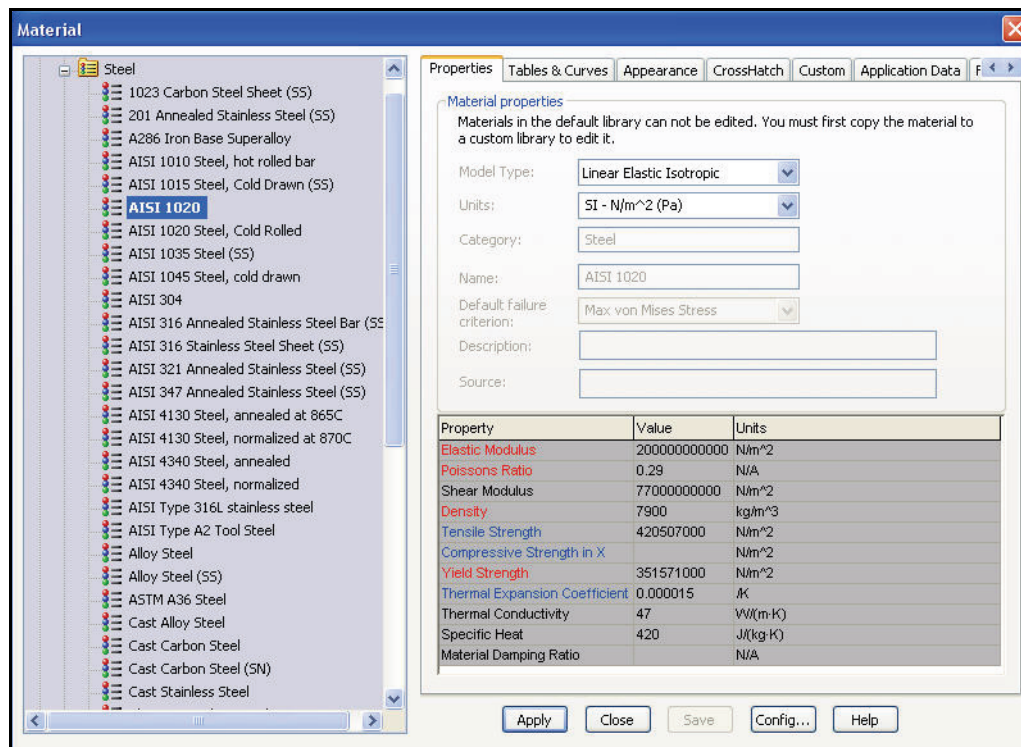 Material
Steel
1023 Carbon Steel Sheet (SS)
201 Annealed Stainless Steel (SS)
A286 Iron Base Superalloy
AISI 1010 Steel, hot rolled bar
AISI 1015 Steel, Cold Drawn (SS)
AISI 1020
AISI 1020 Steel, Cold Rolled
AISI 1035 Steel (SS)
AISI 1045 Steel, cold drawn
AISI 304
AISI 316 Annealed Stainless Steel Bar (SS
AISI 316 Stainless Steel Sheet (SS)
AISI 321 Annealed Stainless Steel (SS)
AISI 347 Annealed Stainless Steel (SS)
AISI 4130 Steel, annealed at 865C
AISI 4130 Steel, normalized at 870C
AISI 4340 Steel, annealed
AISI 4340 Steel, normalized
AISI Type 316L stainless steel
AISI Type A2 Tool Steel
Alloy Steel
Alloy Steel (SS)
ASTM A36 Steel
Cast Alloy Steel
Cast Carbon Steel
Cast Carbon Steel (SN)
Cast Stainless Steel
Properties Tables & Curves Appearance CrossHatch Custom Application Data F
Material properties
Materials in the default library can not be edited. You must first copy the material to
a custom library to edit it.
Model Type: Linear Elastic Isotropic
Units: SI - N/m^2 (Pa)
Category: Steel
Name: AISI 1020
Default failure
criterion: Max von Mises Stress
Description:
Source:
Property Value Units
Elastic Modulus 200000000000 N/m^2
Poissons Ratio 0.29 N/A
Shear Modulus 77000000000 N/m^2
Density 7900 kg/m^3
Tensile Strength 420507000 N/m^2
Compressive Strength in X N/m^2
Yield Strength 351571000 N/m^2
Thermal Expansion Coefficient 0.000015 /K
Thermal Conductivity 47 W/(m·K)
Specific Heat 420 J/(kg·K)
Material Damping Ratio N/A
Apply Close Save Config... Help